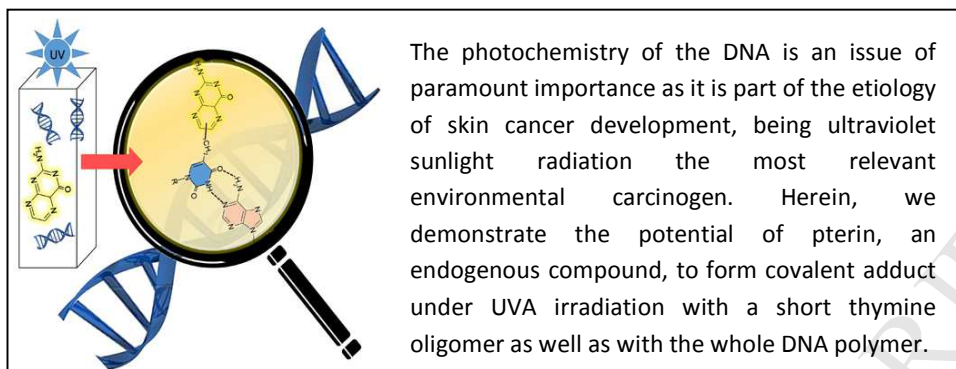 UV
The photochemistry of the DNA is an issue of
paramount importance as it is part of the etiology
of skin cancer development, being ultraviolet
sunlight radiation the most relevant
environmental carcinogen. Herein, we
demonstrate the potential of pterin, an
endogenous compound, to form covalent adduct
under UVA irradiation with a short thymine
oligomer as well as with the whole DNA polymer.